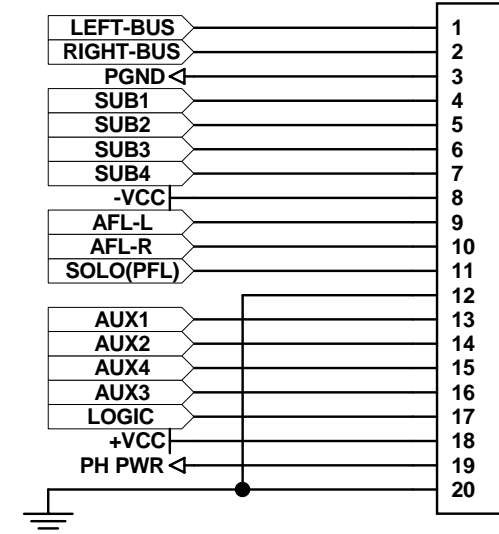 LEFT-BUS 1
RIGHT-BUS 2
PGND 3
SUB1 4
SUB2 5
SUB3 6
SUB4 7
-VCC 8
AFL-L 9
AFL-R 10
SOLO(PFL) 11
12
AUX1 13
AUX2 14
AUX4 15
AUX3 16
LOGIC 17
+VCC 18
PH PWR 19
20